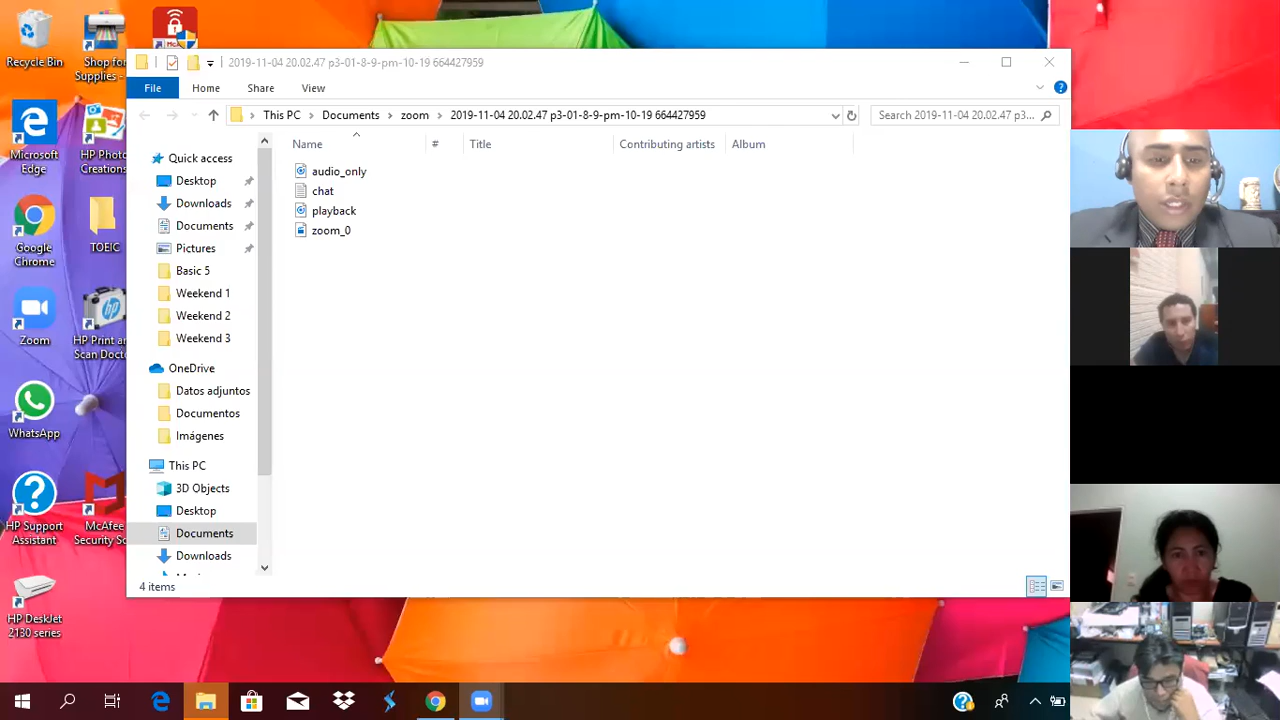 2019-11-04 20.02.47 p3-01-8-9-pm-10-19 664427959
File
Home
Share
View
This PC
Documents
zoom
2019-11-04 20.02.47 p3-01-8-9-pm-10-19 664427959
Search 2019-11-04 20.02.47 p3...
Name
#
Title
Contributing artists
Album
audio_only
chat
playback
zoom_0
Quick access
Desktop
Downloads
Documents
Pictures
Basic 5
Weekend 1
Weekend 2
Weekend 3
OneDrive
Datos adjuntos
Documentos
Imágenes
This PC
3D Objects
Desktop
Documents
Downloads
4 items
Recycle Bin
Shop for
Supplies -
Microsoft
Edge
HP Photo
Creations
Google
Chrome
TOEIC
Zoom
HP Print an
Scan Docto
WhatsApp
HP Support
Assistant
McAfee
Security Sc
HP DeskJet
2130 series